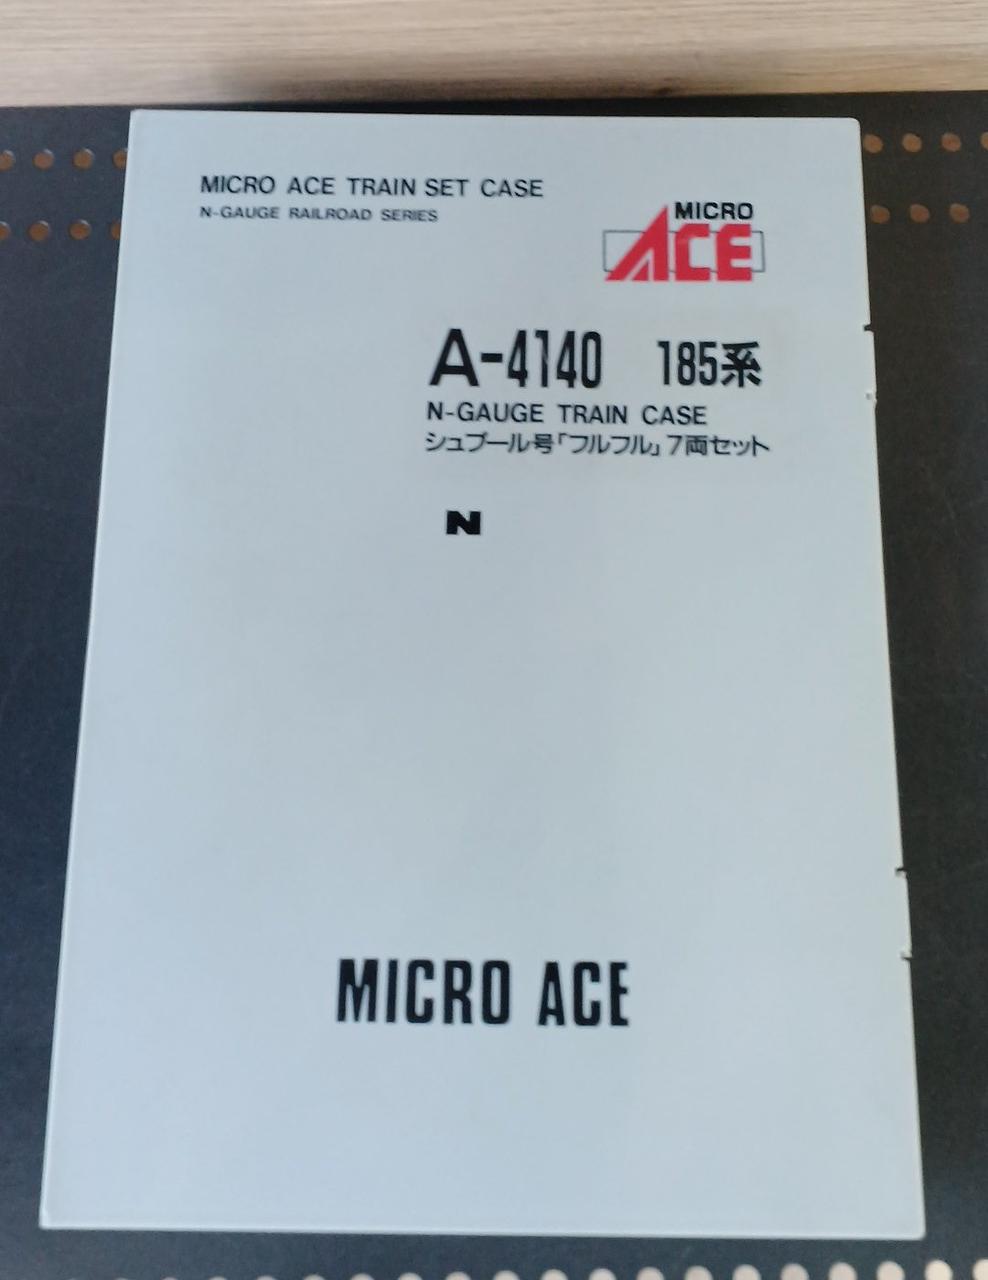 MICRO ACE TRAIN SET CASE
N-GAUGE RAILROAD SERIES
MICRO
ACE
A-4140 185系
N-GAUGE TRAIN CASE
シュプール号「フルフル」7両セット
N
MICRO ACE